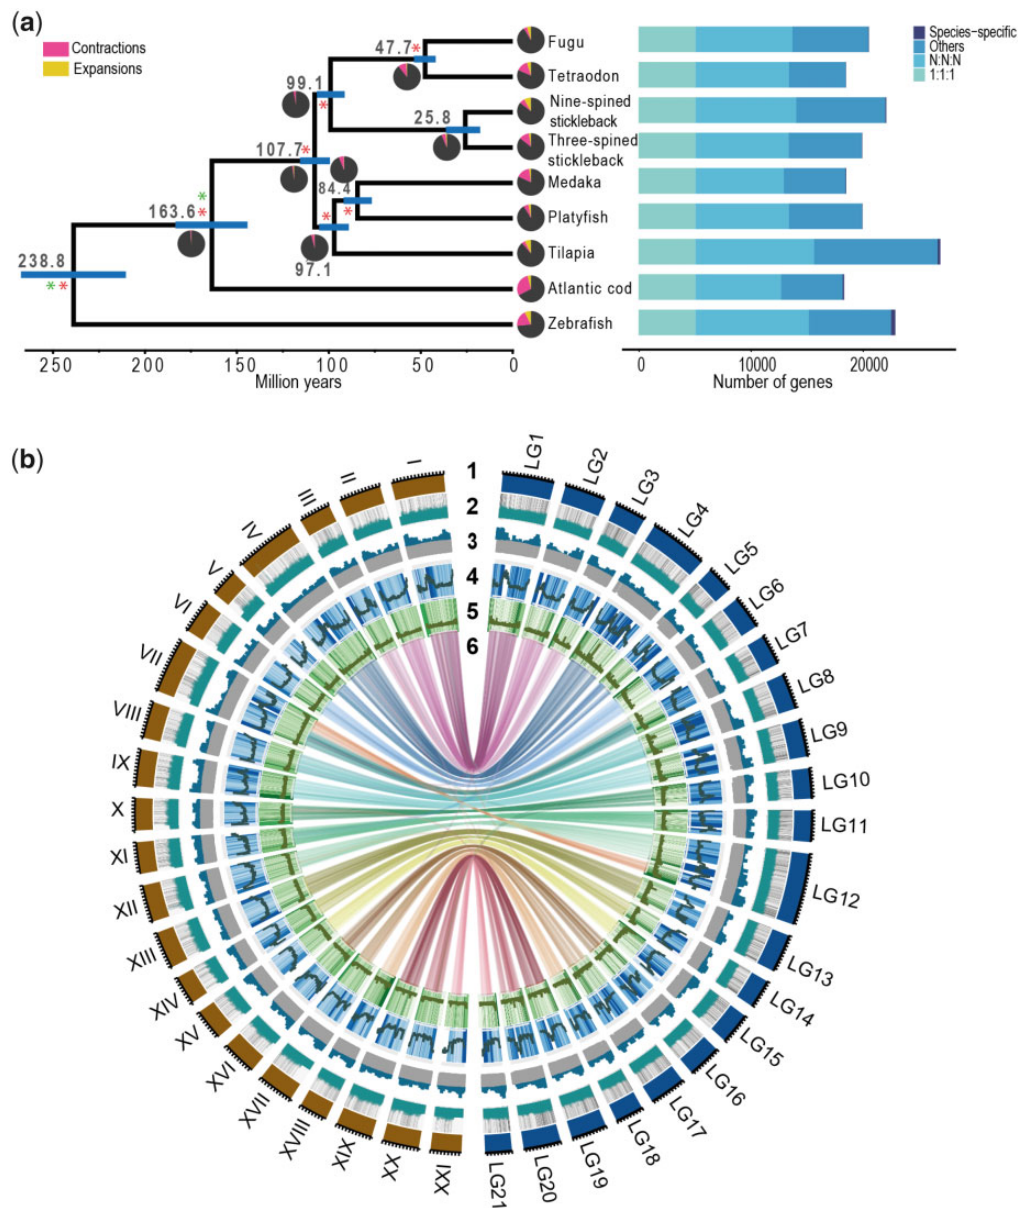 (a)
Contractions
Expansions
47.7
*
99.1
*
25.8
107.7
*
84.4
*
*
*
163.6
*
97.1
238.8
*
*
Fugu
Tetraodon
Nine-spined
stickleback
Three-spined
stickleback
Medaka
Platyfish
Tilapia
Atlantic cod
Zebrafish
250
200
150
100
50
0
Million years
Species-specific
Others
N:N:N
1:1:1
0
10000
20000
Number of genes
(b)
1
2
3
4
5
6
I
II
III
IV
V
VI
VII
VIII
IX
X
XI
XII
XIII
XIV
XV
XVI
XVII
XVIII
XIX
XX
XXI
LG1
LG2
LG3
LG4
LG5
LG6
LG7
LG8
LG9
LG10
LG11
LG12
LG13
LG14
LG15
LG16
LG17
LG18
LG19
LG20
LG21